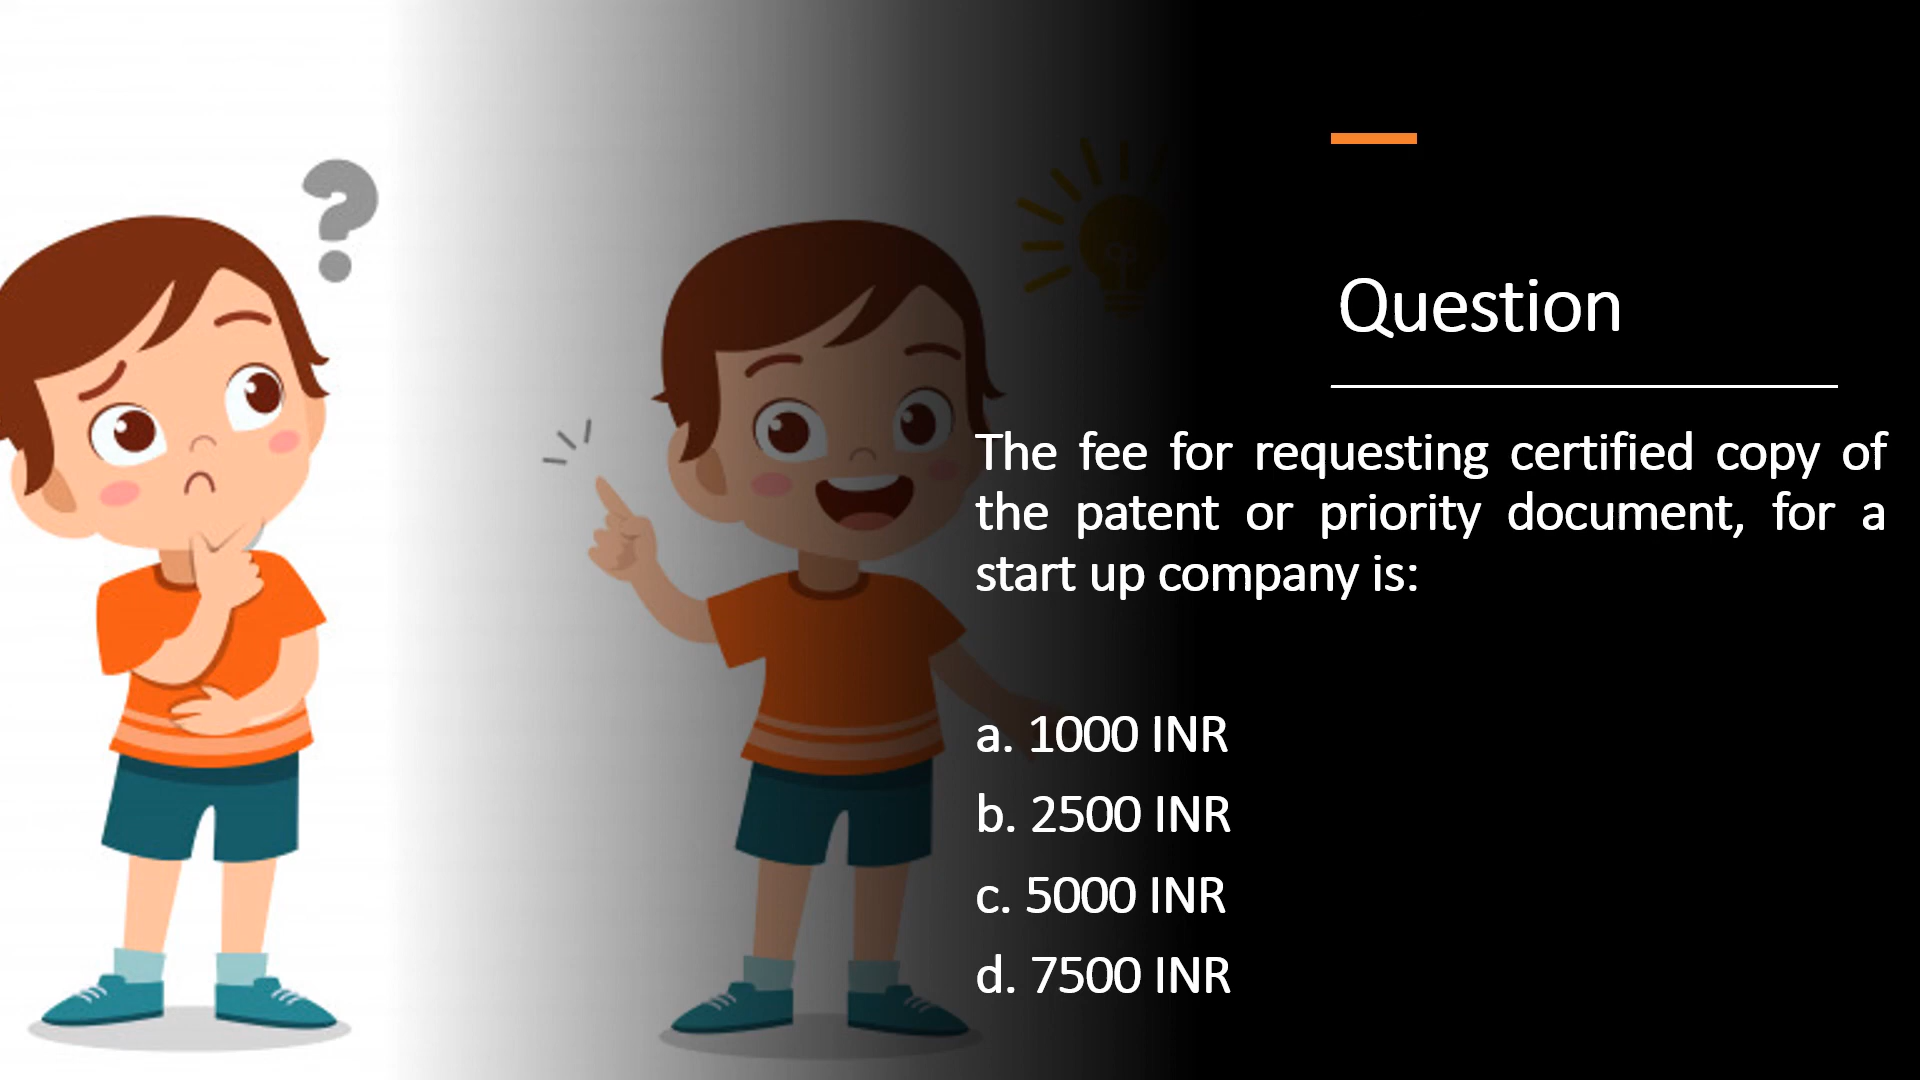 ?
Question
The fee for requesting certified copy of
the patent or priority document, for a
start up company is:
a. 1000 INR
b. 2500 INR
c. 5000 INR
d. 7500 INR